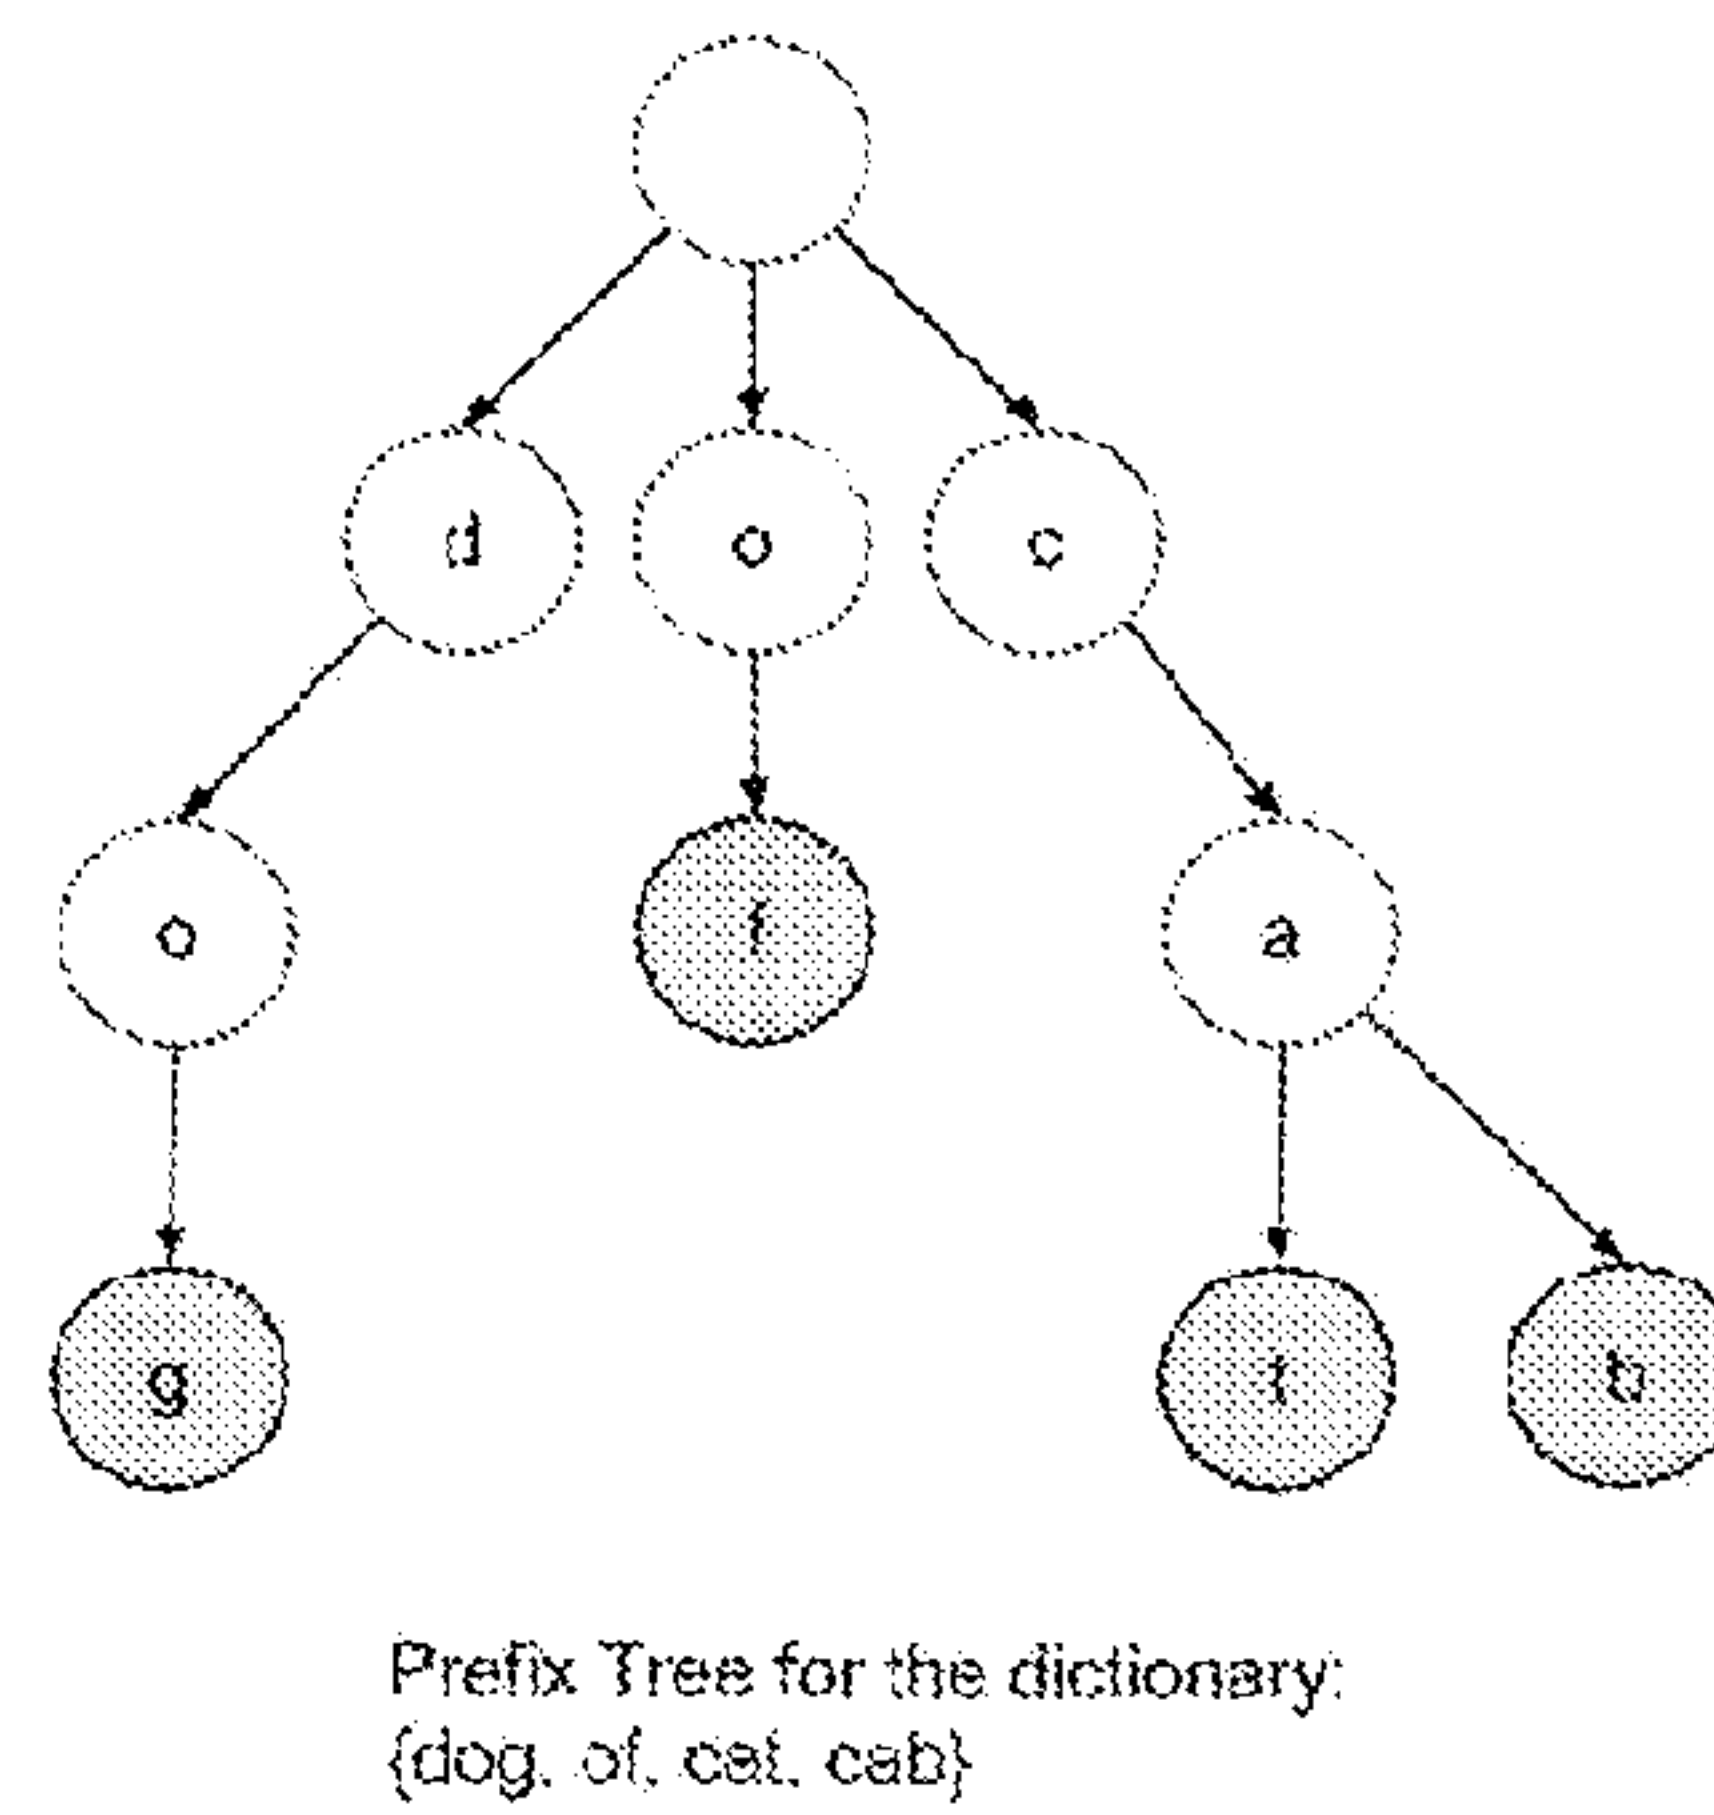 d o c
o f a
g t b
Prefix Tree for the dictionary:
{dog, of, cat, cab}